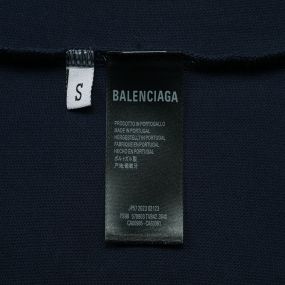 S
BALENCIAGA
PRODOTTO IN PORTOGALLO
MADE IN PORTUGAL
HERGESTELLT IN PORTUGAL
FABRIQUÉ EN PORTUGAL
HECHO EN PORTUGAL
ポルトガル製
产地:葡萄牙